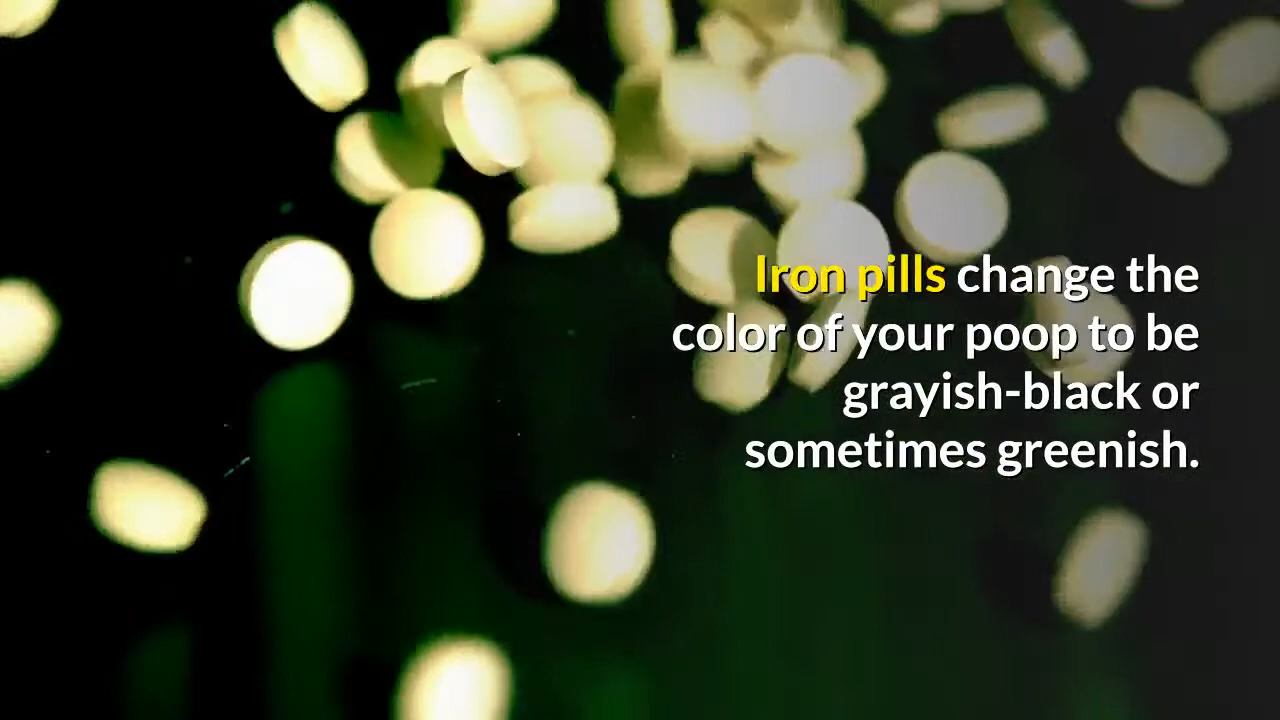 Iron pills change the
color of your poop to be
grayish-black or
sometimes greenish.